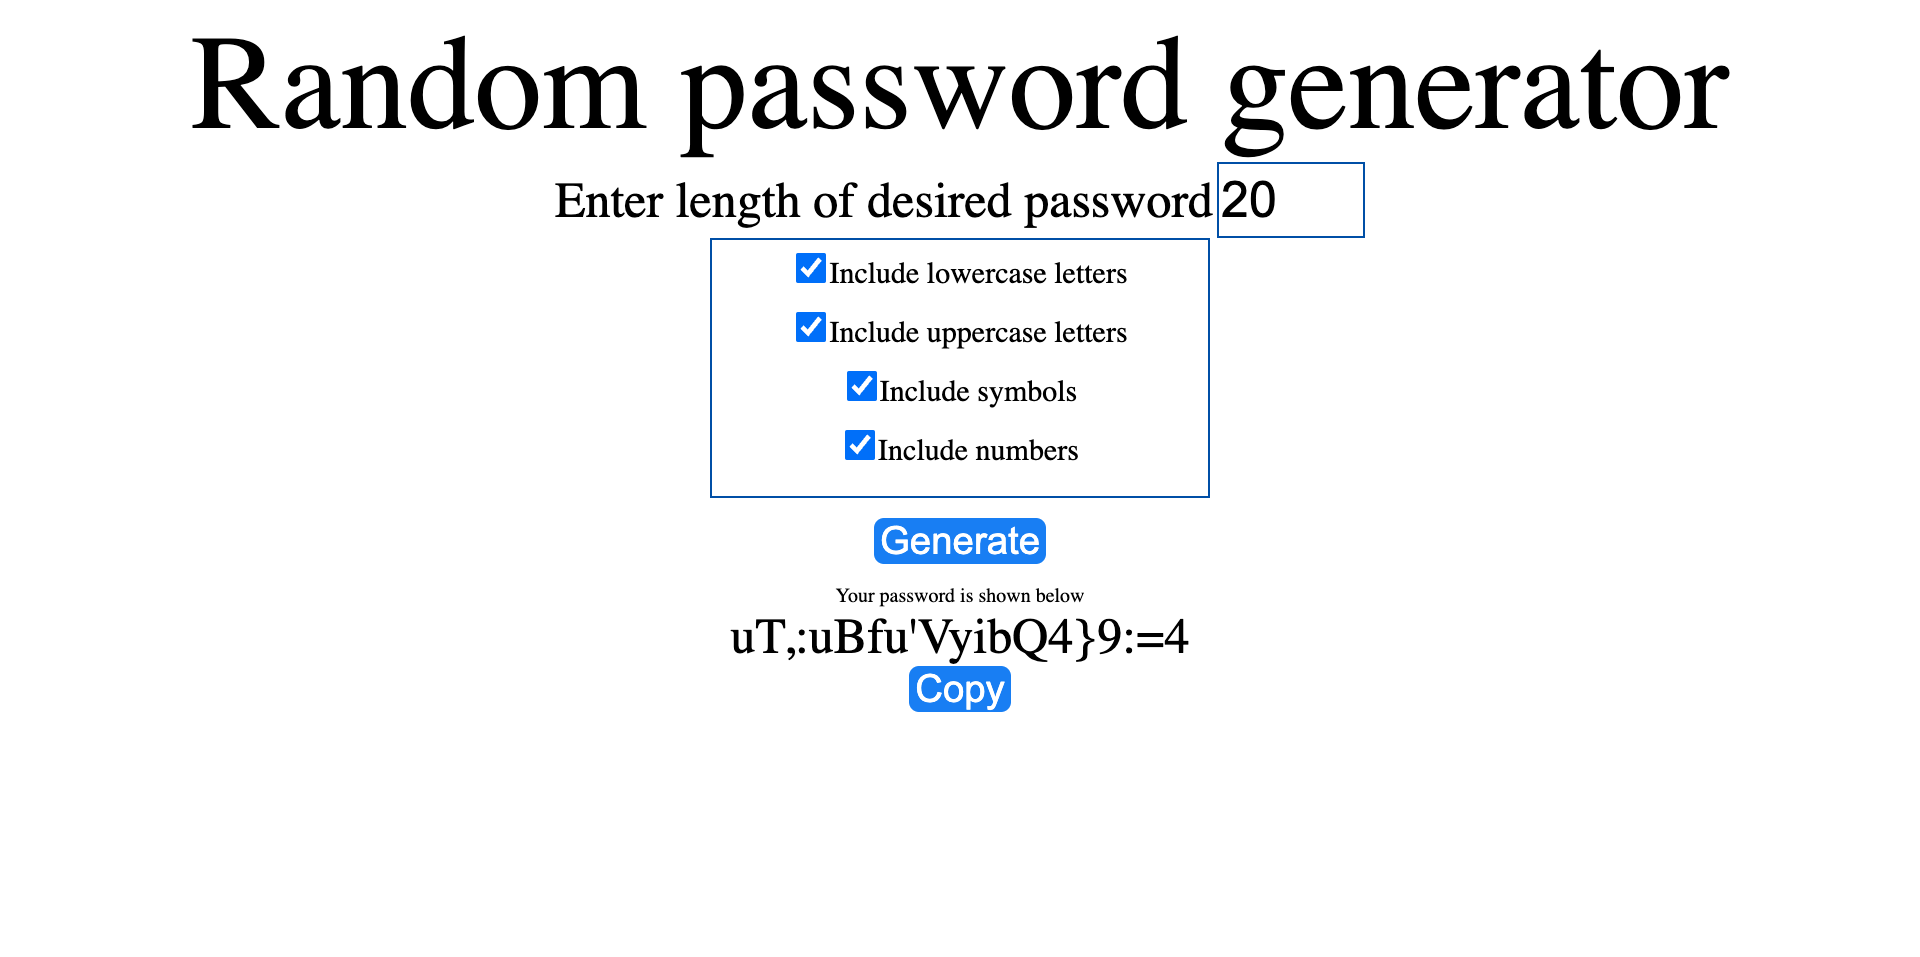 Random password generator
Enter length of desired password 20
Include lowercase letters
Include uppercase letters
Include symbols
Include numbers
Generate
Your password is shown below
uT,:uBfu'VyibQ4}9:=4
Copy